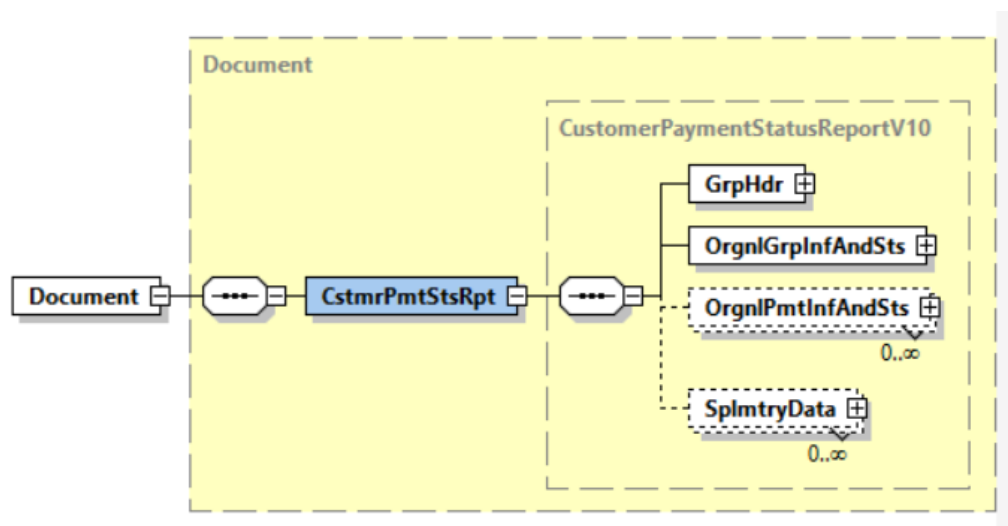 Document
CustomerPaymentStatusReportV10
GrpHdr
OrgnlGrpInfAndSts
Document
CstmrPmtStsRpt
OrgnlPmtInfAndSts
0..∞
SplmtryData
0..∞